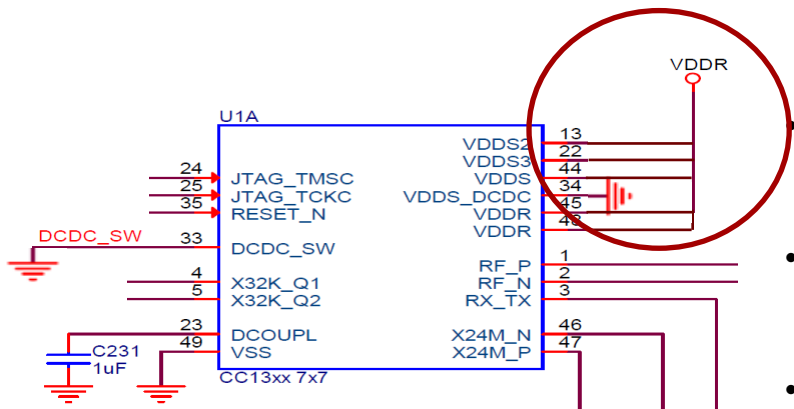 VDDR
U1A
13 VDDS2
22 VDDS3
24 JTAG_TMSC
44 VDDS
25 JTAG_TCKC
34 VDDS_DCDC
35 RESET_N
45 VDDR
48 VDDR
DCDC_SW 33 DCDC_SW
1 RF_P
4 X32K_Q1
2 RF_N
5 X32K_Q2
3 RX_TX
23 DCOUPL
46 X24M_N
49 VSS
47 X24M_P
C231
1uF
CC13xx 7x7